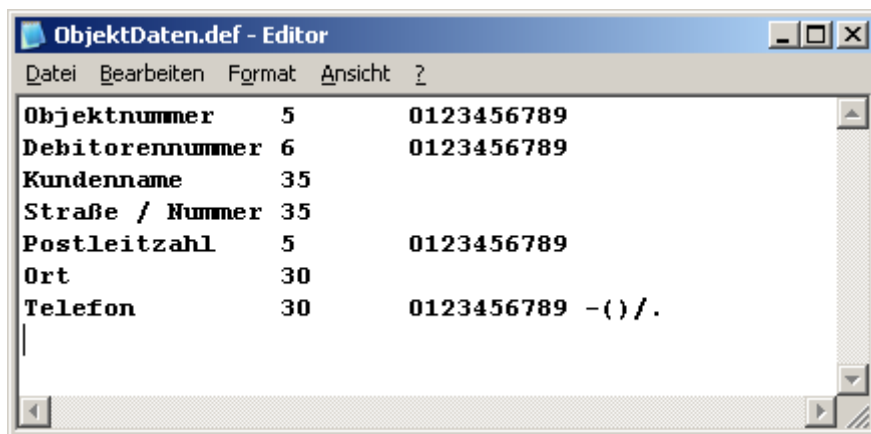 ObjektDaten.def - Editor
Datei Bearbeiten Format Ansicht ?
Objektnummer 5 0123456789
Debitorennummer 6 0123456789
Kundenname 35
Straße / Nummer 35
Postleitzahl 5 0123456789
Ort 30
Telefon 30 0123456789 -()/.